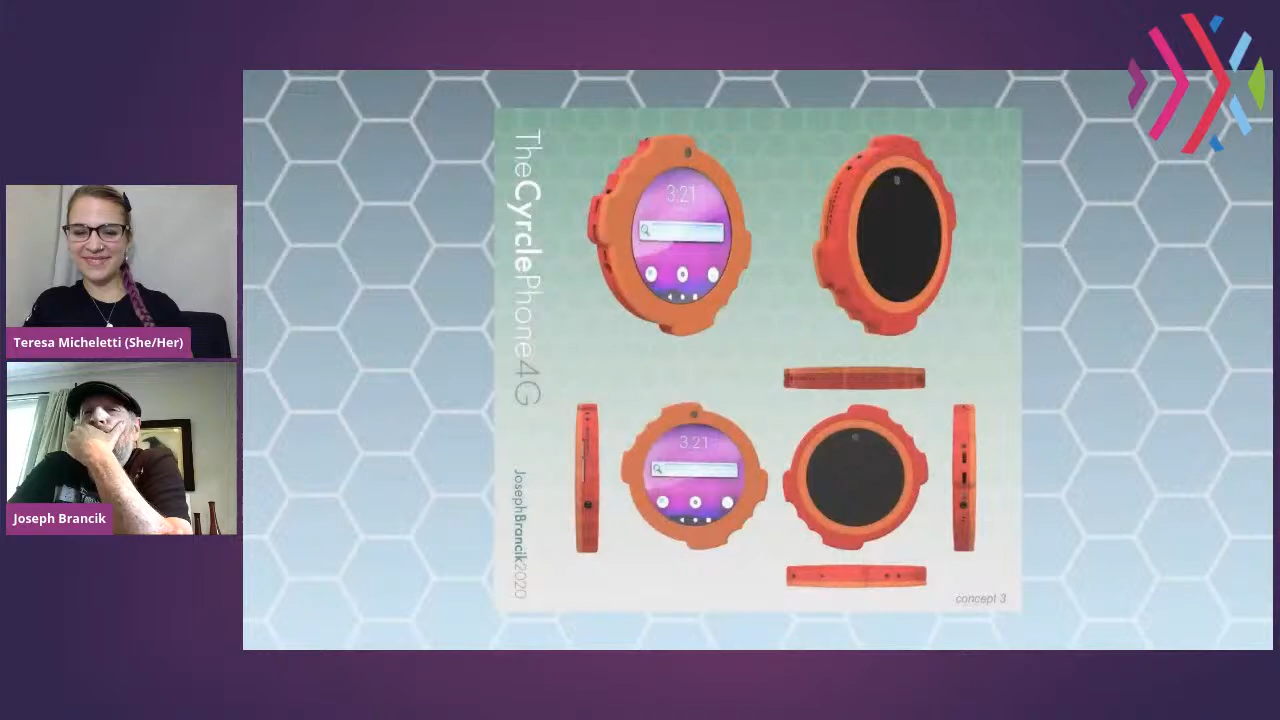 Teresa Micheletti (She/Her)
Joseph Brancik
TheCyrclePhone4G
JosephBrancik2020
3:21
3:21
concept 3